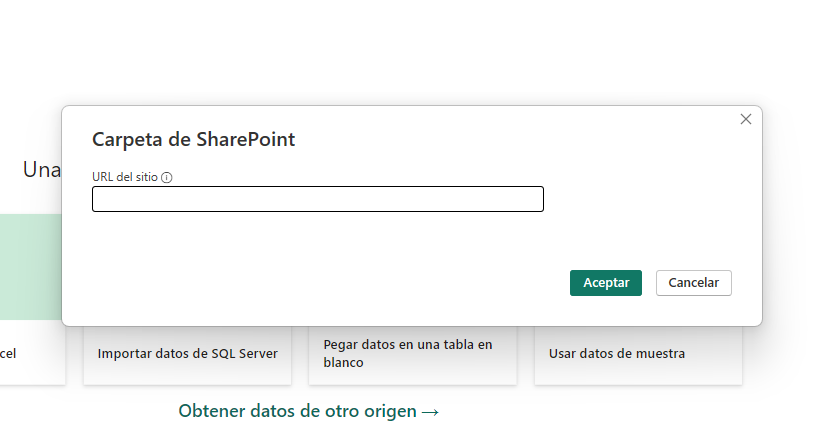 Carpeta de SharePoint
Una
URL del sitio
Aceptar
Cancelar
cel
Importar datos de SQL Server
Pegar datos en una tabla en
blanco
Usar datos de muestra
Obtener datos de otro origen →